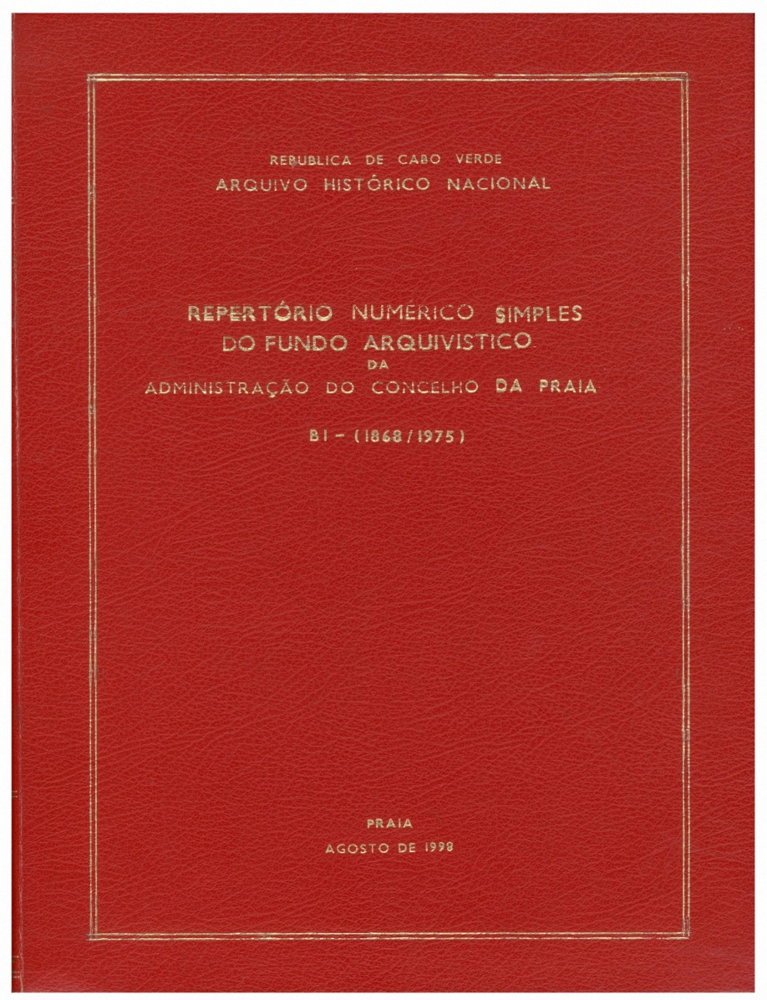 REBUBLICA DE CABO VERDE
ARQUIVO HISTÓRICO NACIONAL
REPERTÓRIO NUMÉRICO SIMPLES
DO FUNDO ARQUIVISTICO
DA
ADMINISTRAÇÃO DO CONCELHO DA PRAIA
B1 - (1868/1975)
PRAIA
AGOSTO DE 1998